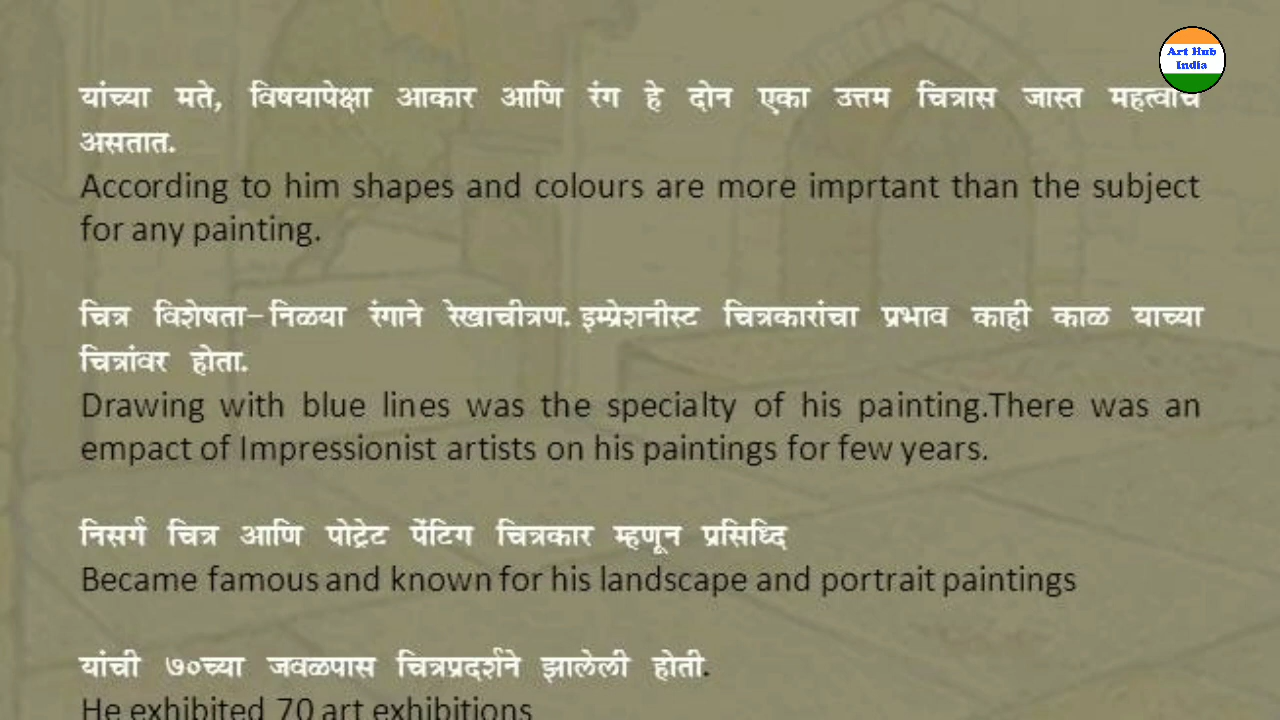 Art Hub
India
यांच्या मते, विषयापेक्षा आकार आणि रंग हे दोन एका उत्तम चित्रास जास्त
असतात.
According to him shapes and colours are more imprtant than the subject
for any painting.
चित्र विशेषता–निळया रंगाने रेखाचीत्रण. इम्प्रेशनीस्ट चित्रकारांचा प्रभाव काही काळ याच्या
चित्रांवर होता.
Drawing with blue lines was the specialty of his painting.There was an
empact of Impressionist artists on his paintings for few years.
निसर्ग चित्र आणि पोट्रेट पेंटिग चित्रकार म्हणून प्रसिध्दि
Became famous and known for his landscape and portrait paintings
यांची ७०च्या जवळपास चित्रप्रदर्शने झालेली होती.
He exhibited 70 art exhibitions